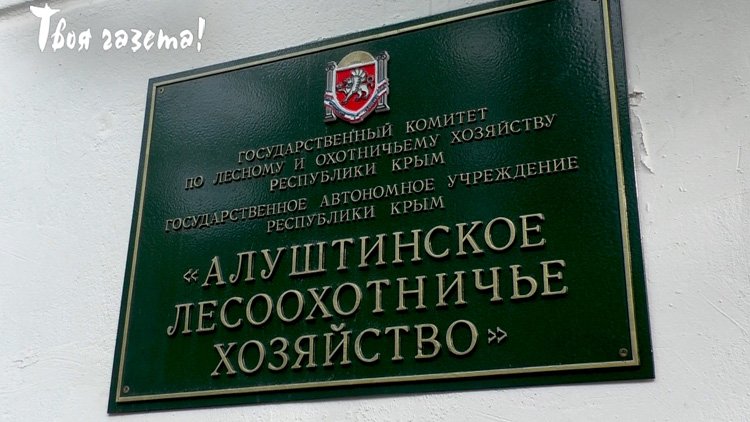 Твоя газета!
ГОСУДАРСТВЕННЫЙ КОМИТЕТ
ПО ЛЕСНОМУ И ОХОТНИЧЬЕМУ ХОЗЯЙСТВУ
РЕСПУБЛИКИ КРЫМ
ГОСУДАРСТВЕННОЕ АВТОНОМНОЕ УЧРЕЖДЕНИЕ
РЕСПУБЛИКИ КРЫМ
«АЛУШТИНСКОЕ
ЛЕСООХОТНИЧЬЕ
ХОЗЯЙСТВО»